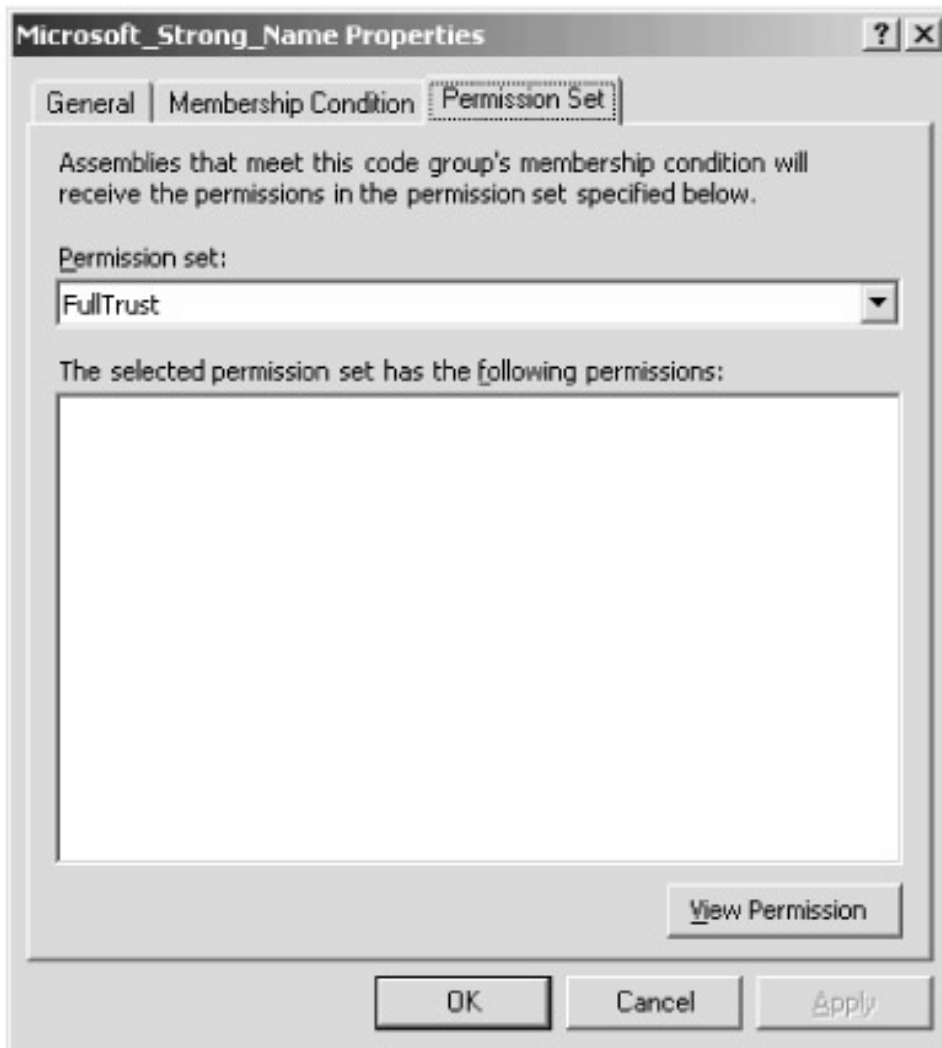 Microsoft_Strong_Name Properties
General Membership Condition Permission Set
Assemblies that meet this code group's membership condition will
receive the permissions in the permission set specified below.
Permission set:
FullTrust
The selected permission set has the following permissions:
View Permission
OK Cancel Apply